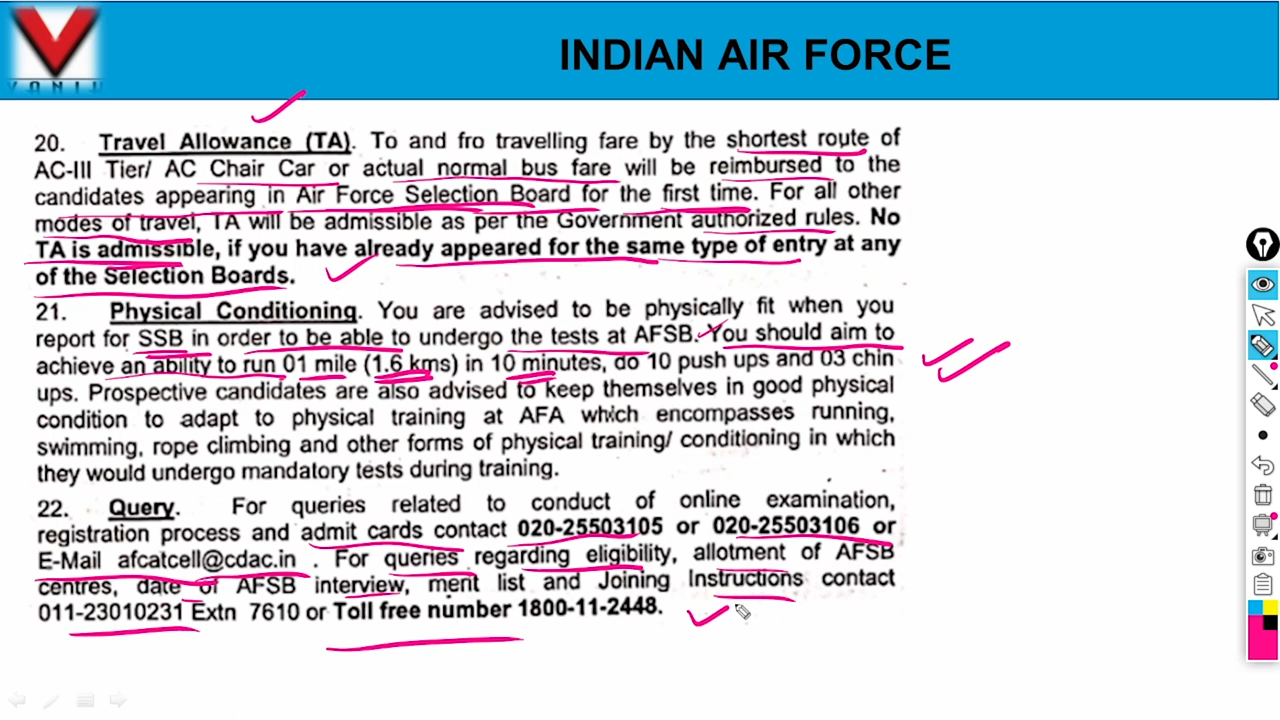 VANIK
INDIAN AIR FORCE
20. Travel Allowance (TA). To and fro travelling fare by the shortest route of
AC-III Tier/ AC Chair Car or actual normal bus fare will be reimbursed to the
candidates appearing in Air Force Selection Board for the first time. For all other
modes of travel, TA will be admissible as per the Government authorized rules. No
TA is admissible, if you have already appeared for the same type of entry at any
of the Selection Boards.
21. Physical Conditioning. You are advised to be physically fit when you
report for SSB in order to be able to undergo the tests at AFSB. You should aim to
achieve an ability to run 01 mile (1.6 kms) in 10 minutes, do 10 push ups and 03 chin
ups. Prospective candidates are also advised to keep themselves in good physical
condition to adapt to physical training at AFA which encompasses running,
swimming, rope climbing and other forms of physical training/ conditioning in which
they would undergo mandatory tests during training.
22. Query. For queries related to conduct of online examination,
registration process and admit cards contact 020-25503105 or 020-25503106 or
E-Mail afcatcell@cdac.in . For queries regarding eligibility, allotment of AFSB
centres, date of AFSB interview, merit list and Joining Instructions contact
011-23010231 Extn 7610 or Toll free number 1800-11-2448.